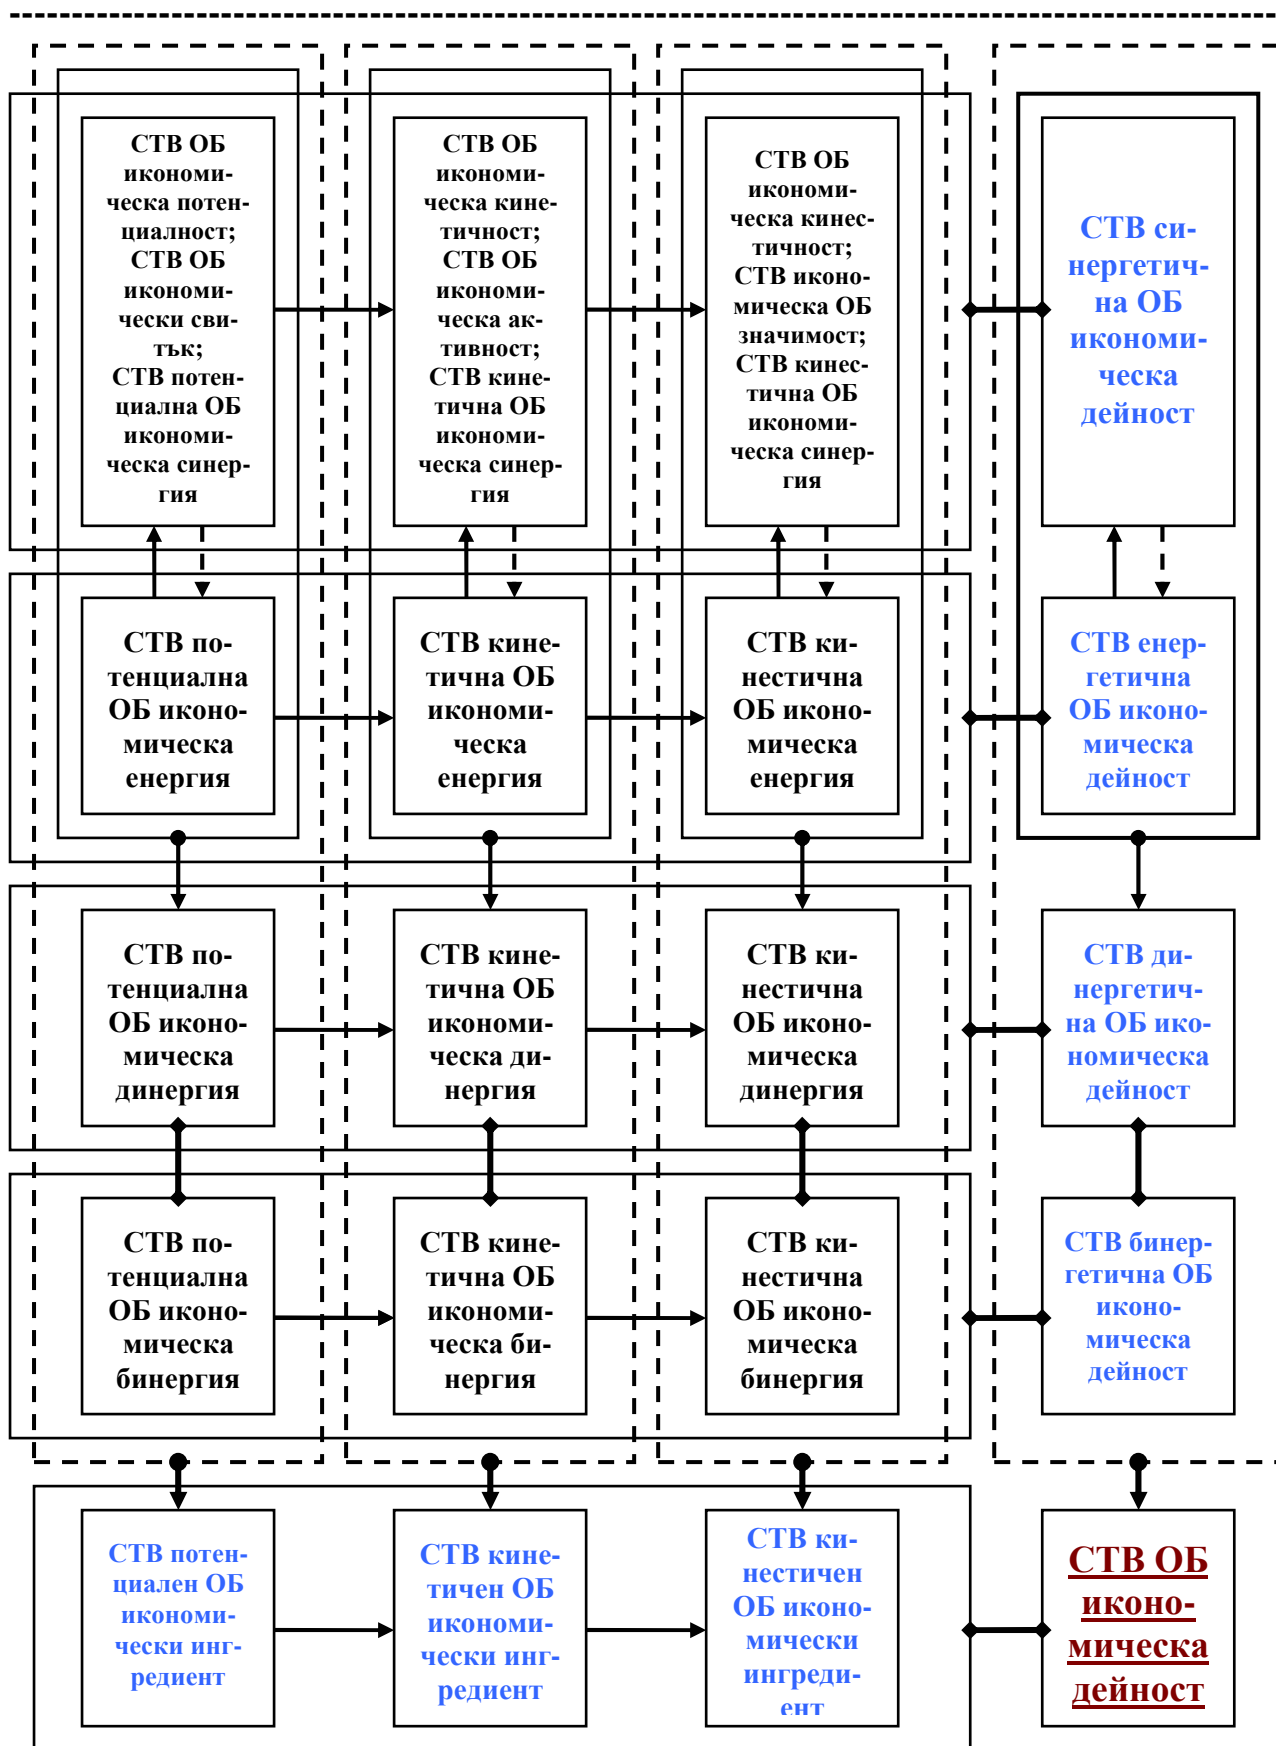 СТВ ОБ
икономи-
ческа потен-
циалност;
СТВ ОБ
икономи-
чески сви-
тък;
СТВ потен-
циална ОБ
икономи-
ческа синер-
гия
СТВ ОБ
икономи-
ческа кине-
тичност;
СТВ ОБ
икономи-
ческа ак-
тивност;
СТВ кине-
тична ОБ
икономи-
ческа синер-
гия
СТВ ОБ
икономи-
ческа кинес-
тичност;
СТВ иконо-
мическа ОБ
значимост;
СТВ кинес-
тична ОБ
икономи-
ческа синер-
гия
СТВ си-
нергетич-
на ОБ
икономи-
ческа
дейност
СТВ по-
тенциална
ОБ иконо-
мическа
енергия
СТВ кине-
тична ОБ
икономи-
ческа
енергия
СТВ ки-
нестична
ОБ иконо-
мическа
енергия
СТВ енер-
гетична
ОБ иконо-
мическа
дейност
СТВ по-
тенциална
ОБ иконо-
мическа
динергия
СТВ кине-
тична ОБ
икономи-
ческа ди-
нергия
СТВ ки-
нестична
ОБ иконо-
мическа
динергия
СТВ ди-
нергетич-
на ОБ ико-
номическа
дейност
СТВ по-
тенциална
ОБ иконо-
мическа
бинергия
СТВ кине-
тична ОБ
икономи-
ческа би-
нергия
СТВ ки-
нестична
ОБ иконо-
мическа
бинергия
СТВ бинер-
гетична ОБ
иконо-
мическа
дейност
СТВ потен-
циален ОБ
икономи-
чески инг-
редиент
СТВ кине-
тичен ОБ
икономи-
чески инг-
редиент
СТВ ки-
нестичен
ОБ иконо-
мически
ингреди-
ент
СТВ ОБ
иконо-
мическа
дейност